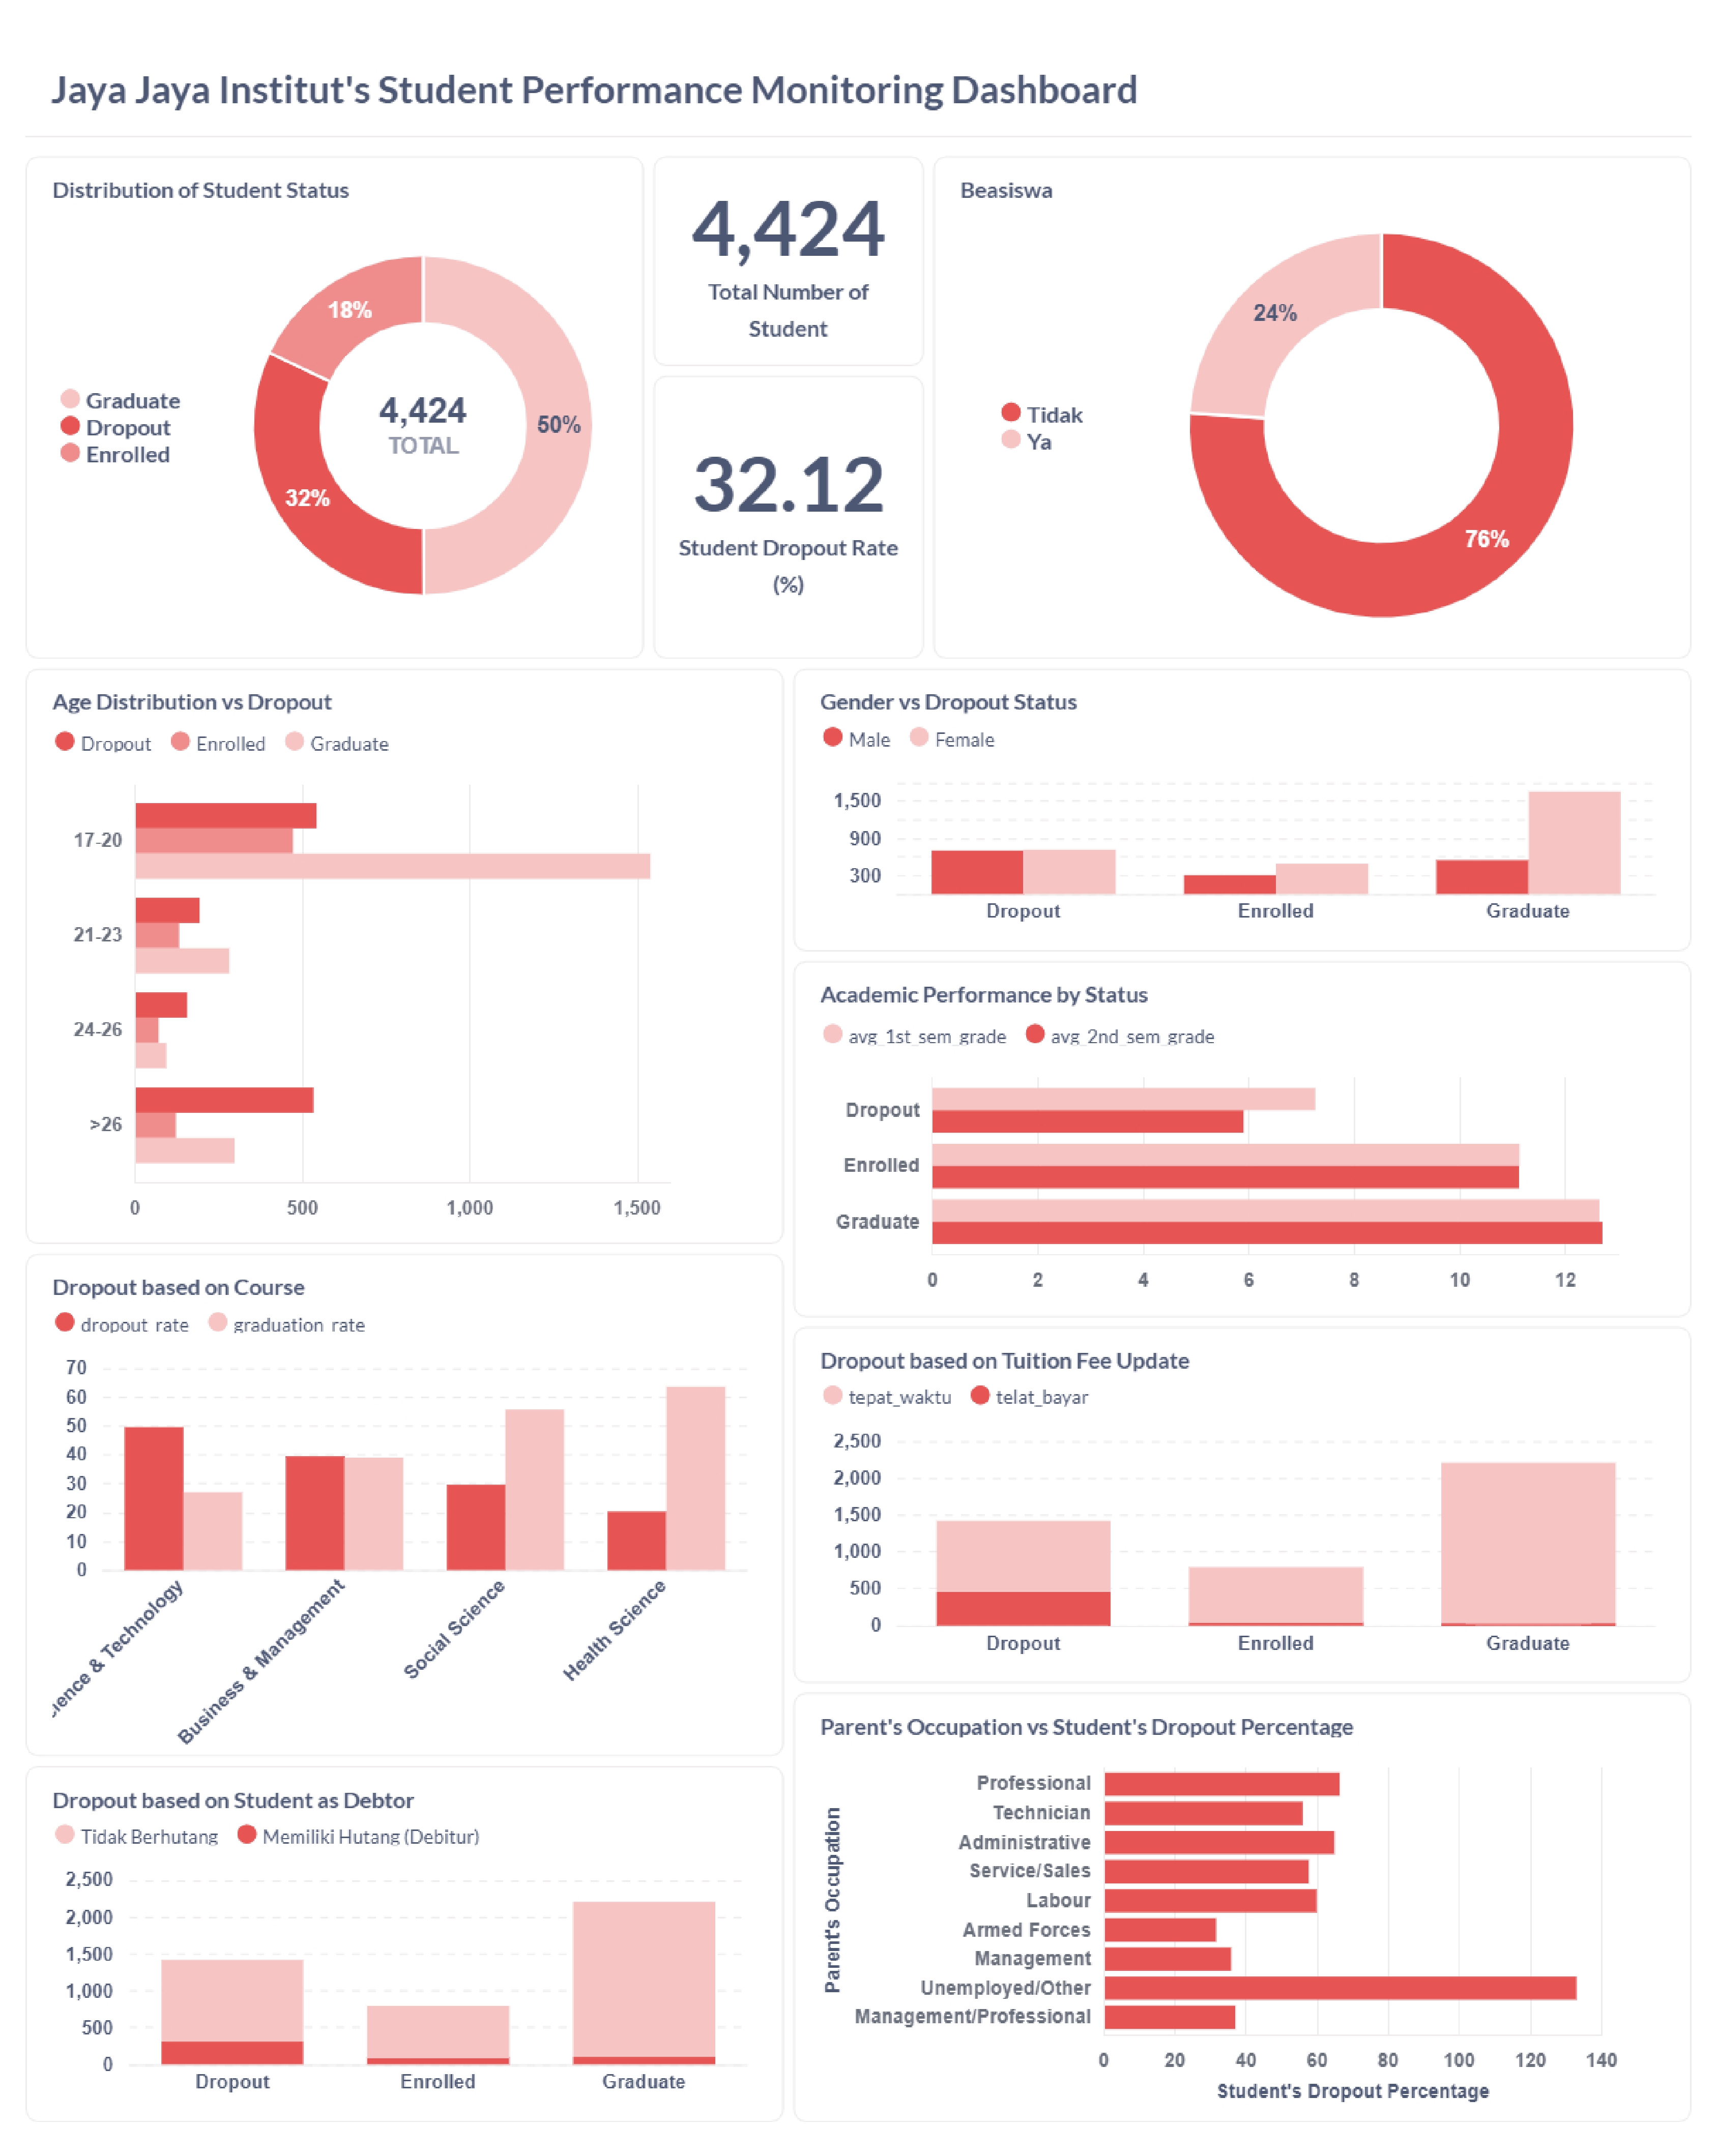 Jaya Jaya Institut's Student Performance Monitoring Dashboard
Distribution of Student Status
Graduate
Dropout
Enrolled
18%
32%
50%
4,424
TOTAL
4,424
Total Number of
Student
32.12
Student Dropout Rate
(%)
Beasiswa
Tidak
Ya
24%
76%
Age Distribution vs Dropout
Dropout Enrolled Graduate
17-20
21-23
24-26
>26
0 500 1,000 1,500
Gender vs Dropout Status
Male Female
1,500
900
300
Dropout Enrolled Graduate
Academic Performance by Status
avg_1st_sem_grade avg_2nd_sem_grade
Dropout
Enrolled
Graduate
0 2 4 6 8 10 12
Dropout based on Course
dropout_rate graduation_rate
70
60
50
40
30
20
10
0
& Technology
Business & Management
Social Science
Health Science
Dropout based on Tuition Fee Update
tepat_waktu telat_bayar
2,500
2,000
1,500
1,000
500
0
Dropout Enrolled Graduate
Dropout based on Student as Debtor
Tidak Berhutang Memiliki Hutang (Debitur)
2,500
2,000
1,500
1,000
500
0
Dropout Enrolled Graduate
Parent's Occupation vs Student's Dropout Percentage
Parent's Occupation
Professional
Technician
Administrative
Service/Sales
Labour
Armed Forces
Management
Unemployed/Other
Management/Professional
0 20 40 60 80 100 120 140
Student's Dropout Percentage